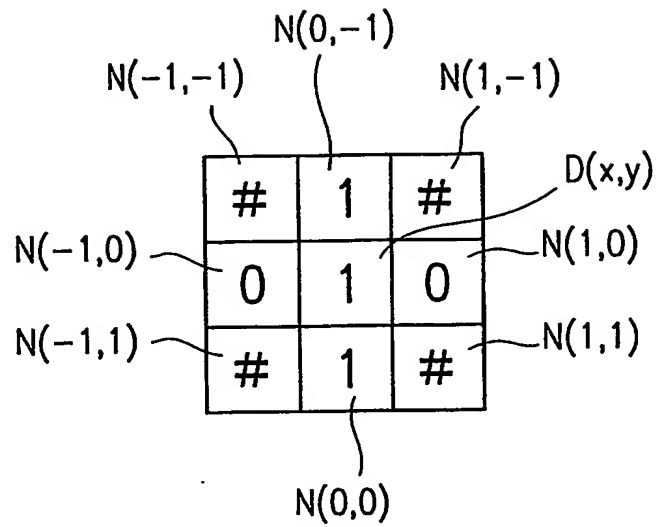 N(0,-1)
N(-1,-1) N(1,-1)
D(x,y)
# 1 #
N(-1,0) N(1,0)
0 1 0
N(-1,1) N(1,1)
# 1 #
N(0,0)